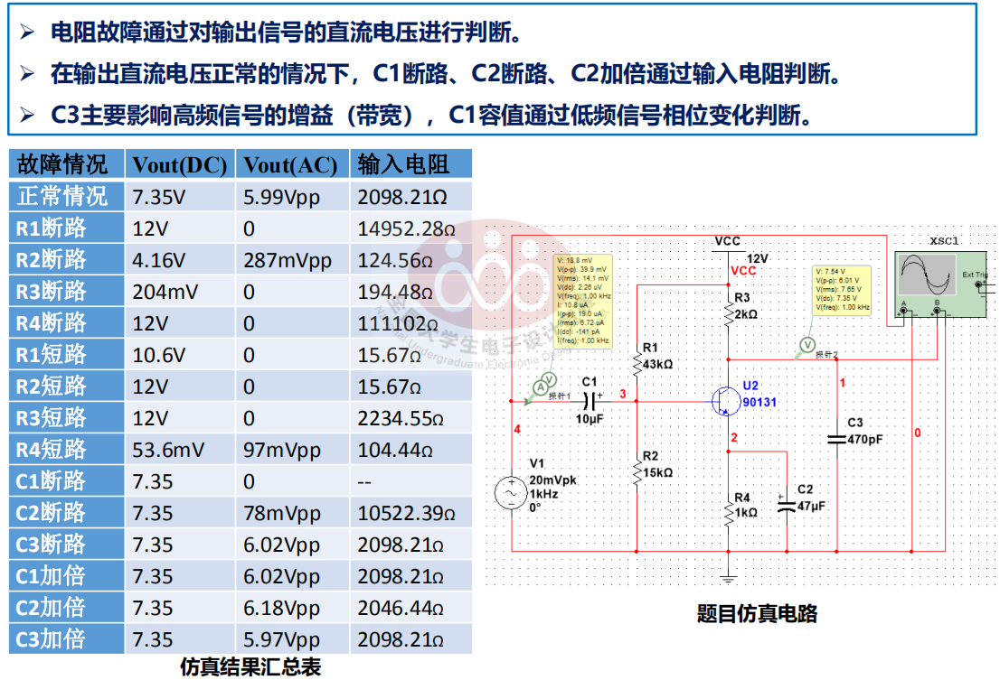 ➢ 电阻故障通过对输出信号的直流电压进行判断。
➢ 在输出直流电压正常的情况下，C1断路、C2断路、C2加倍通过输入电阻判断。
➢ C3主要影响高频信号的增益（带宽），C1容值通过低频信号相位变化判断。
故障情况 Vout(DC) Vout(AC) 输入电阻
正常情况 7.35V 5.99Vpp 2098.21Ω
R1断路 12V 0 14952.28Ω
R2断路 4.16V 287mVpp 124.56Ω
R3断路 204mV 0 194.48Ω
R4断路 12V 0 111102Ω
R1短路 10.6V 0 15.67Ω
R2短路 12V 0 15.67Ω
R3短路 12V 0 2234.55Ω
R4短路 53.6mV 97mVpp 104.44Ω
C1断路 7.35 0 --
C2断路 7.35 78mVpp 10522.39Ω
C3断路 7.35 6.02Vpp 2098.21Ω
C1加倍 7.35 6.02Vpp 2098.21Ω
C2加倍 7.35 6.18Vpp 2046.44Ω
C3加倍 7.35 5.97Vpp 2098.21Ω
仿真结果汇总表
V: 18.8 mV
V(p-p): 39.9 mV
V(rms): 14.1 mV
V(dc): 2.26 uV
V(freq): 1.00 kHz
I: 10.8 uA
I(p-p): 19.0 uA
I(rms): 6.72 uA
I(dc): -141 pA
I(freq): 1.00 kHz
VCC
12V
VCC
R3
2kΩ
V: 7.54 V
V(p-p): 6.01 V
V(rms): 7.65 V
V(dc): 7.35 V
V(freq): 1.00 kHz
XSC1
Ext Trig
A
B
V
探针2
R1
43kΩ
A
V
探针1
C1
10µF
3
4
U2
90131
1
2
0
C3
470pF
V1
20mVpk
1kHz
0°
R2
15kΩ
R4
1kΩ
C2
47µF
题目仿真电路
大学生电子设计
Undergraduate Electronic Design